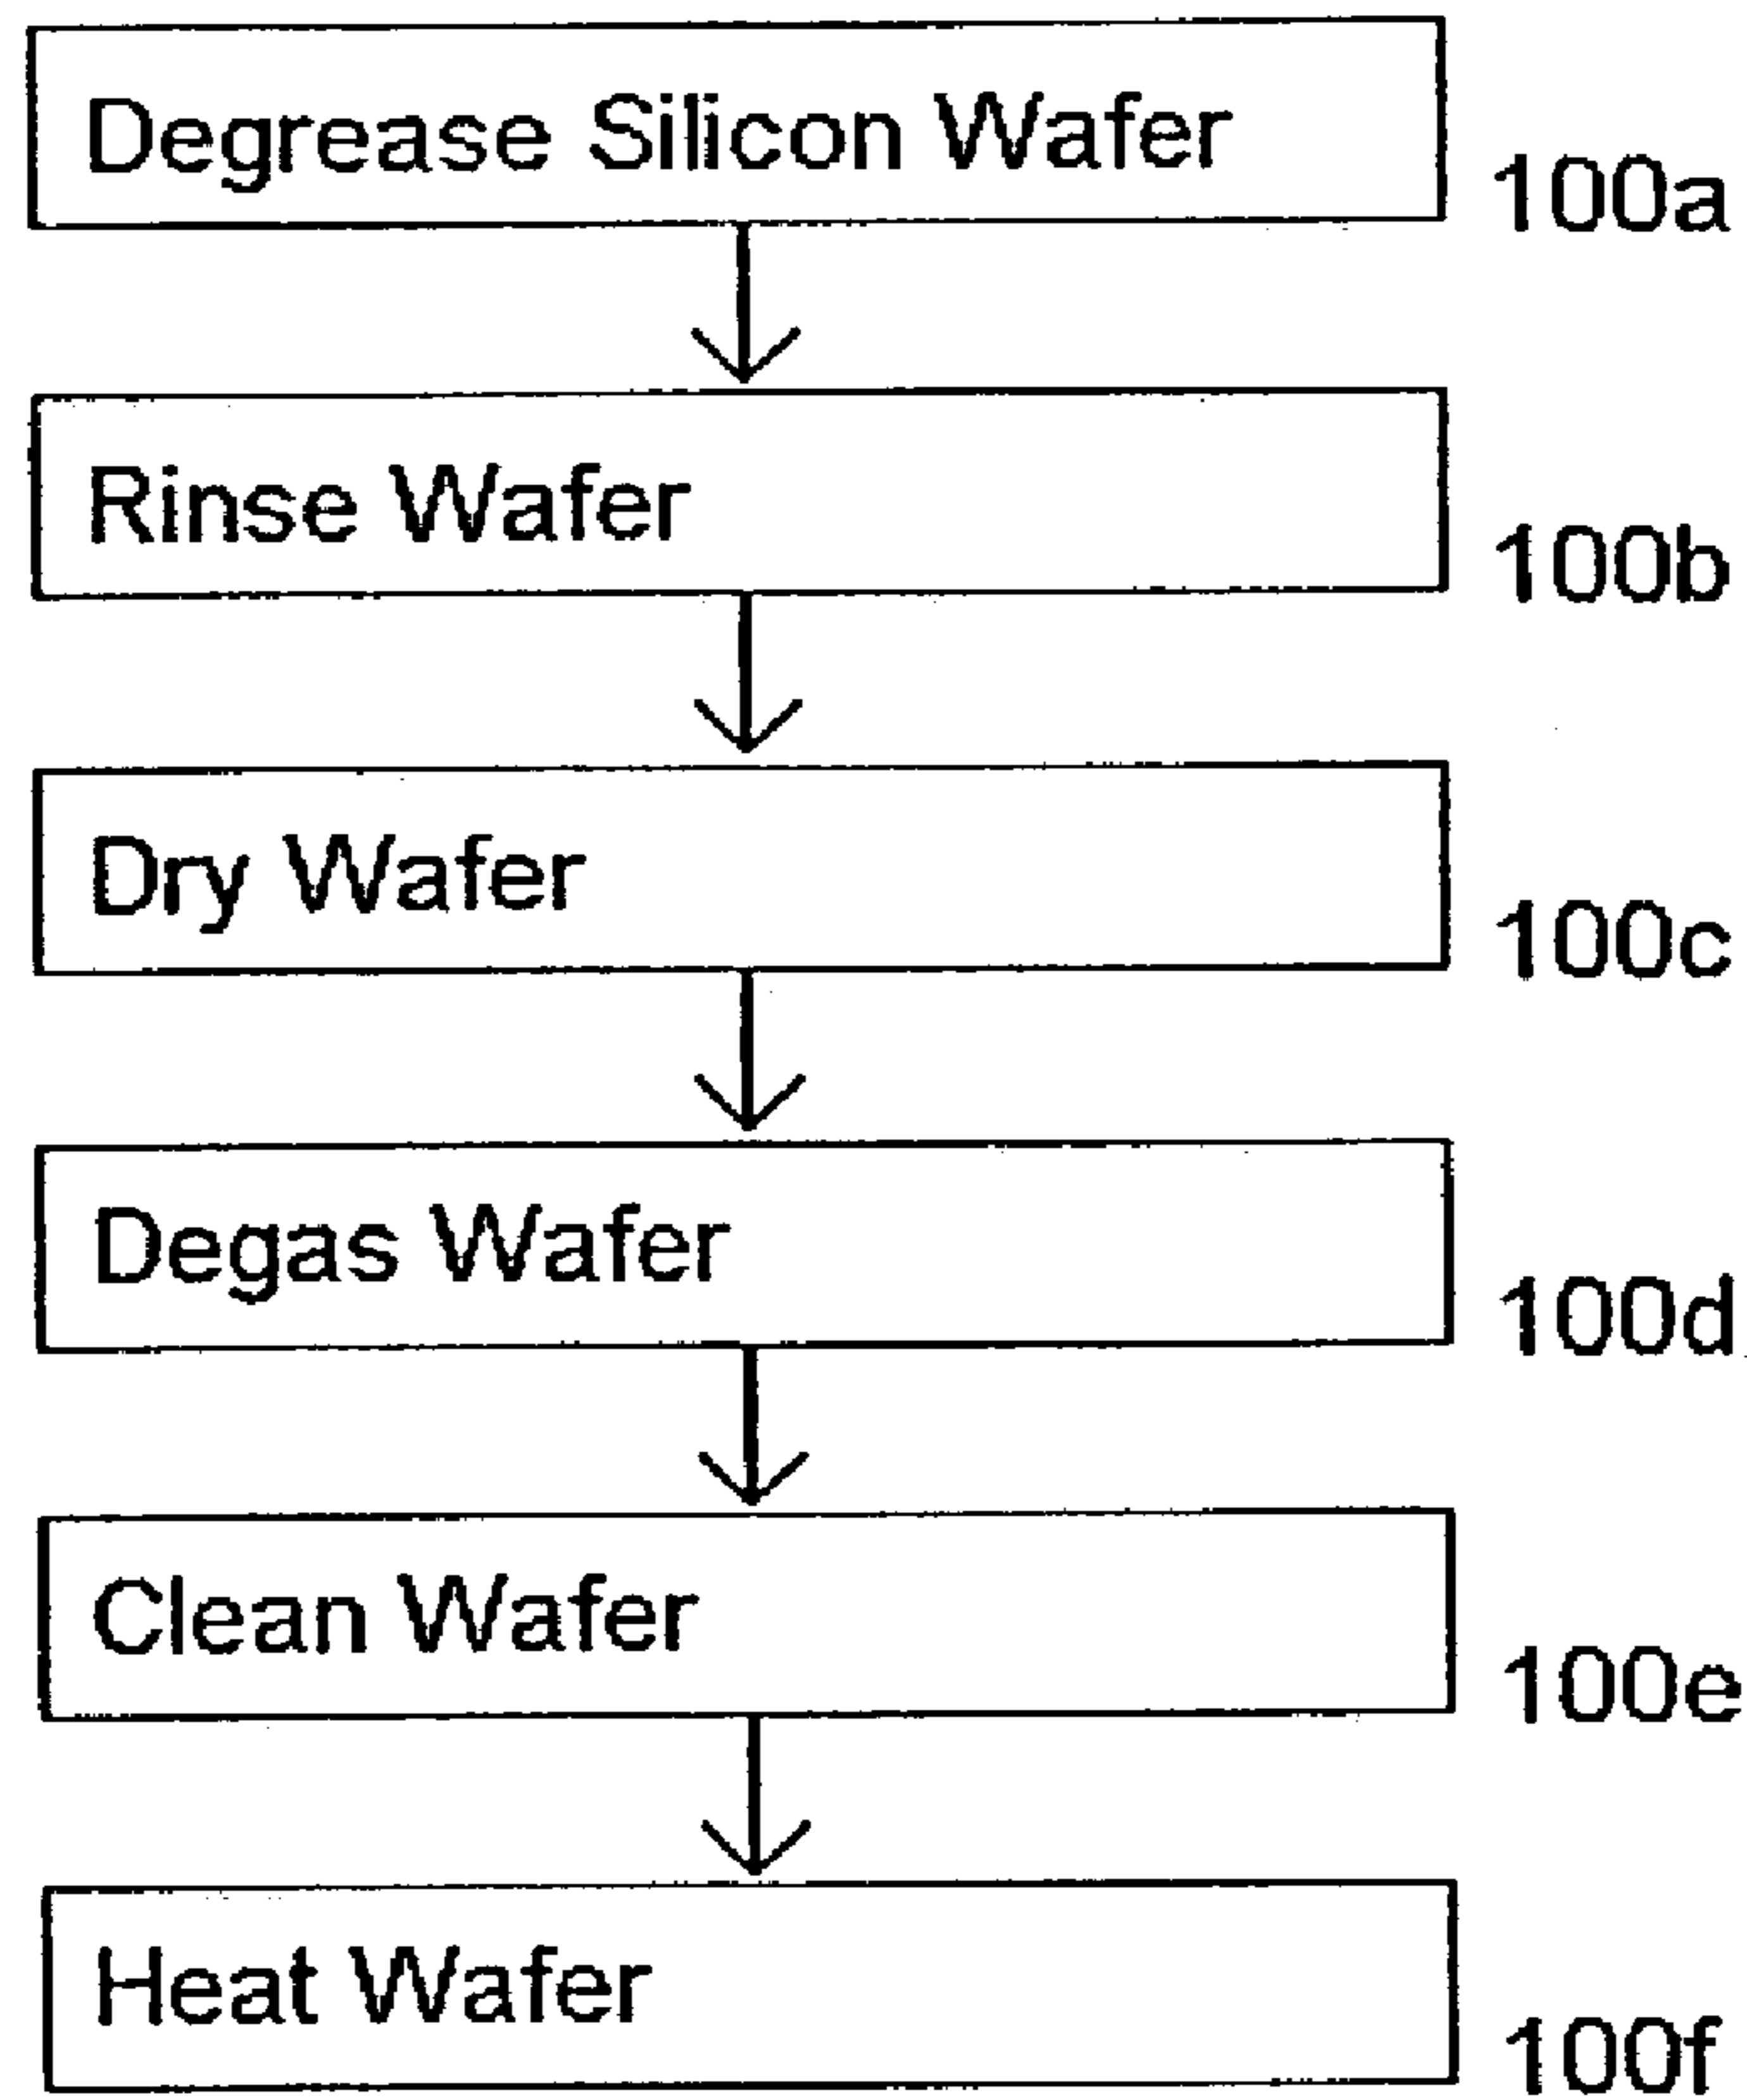 Degrease Silicon Wafer
100a
Rinse Wafer
100b
Dry Wafer
100c
Degas Wafer
100d
Clean Wafer
100e
Heat Wafer
100f